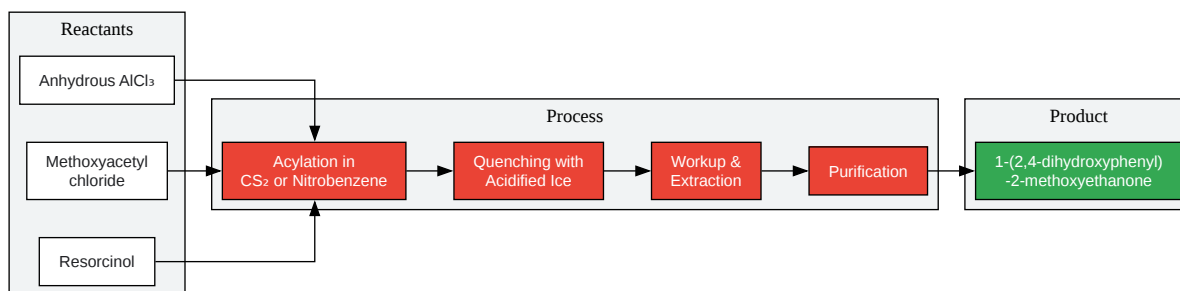 Reactants
Anhydrous AlCl₃
Methoxyacetyl
chloride
Resorcinol
Process
Acylation in
CS₂ or Nitrobenzene
Quenching with
Acidified Ice
Workup &
Extraction
Purification
Product
1-(2,4-dihydroxyphenyl)
-2-methoxyethanone